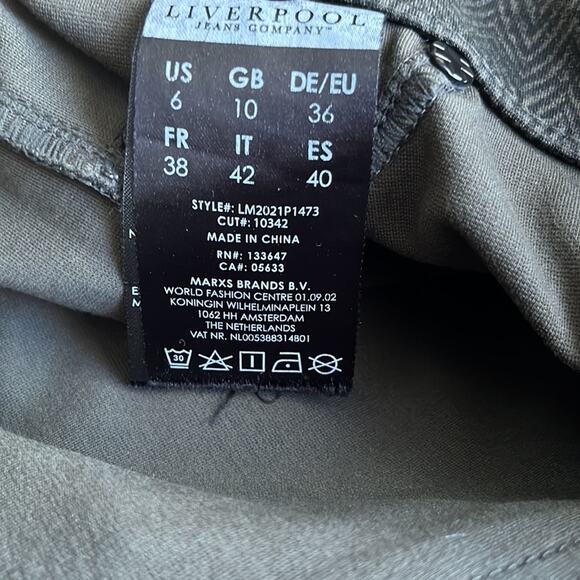 LIVERPOOL
JEANS COMPANY™
US GB DE/EU
6 10 36
FR IT ES
38 42 40
STYLE#: LM2021P1473
CUT#: 10342
MADE IN CHINA
RN#: 133647
CA#: 05633
MARXS BRANDS B.V.
WORLD FASHION CENTRE 01.09.02
KONINGIN WILHELMINAPLEIN 13
1062 HH AMSTERDAM
THE NETHERLANDS
VAT NR. NL005388314B01
30